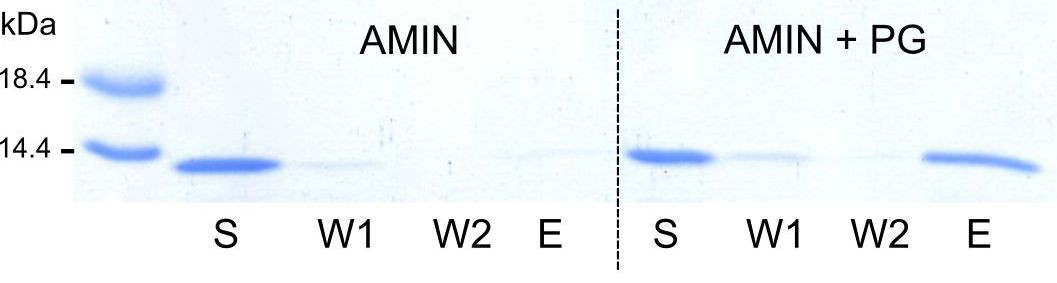 kDa
AMIN
AMIN + PG
18.4
14.4
S W1 W2 E S W1 W2 E